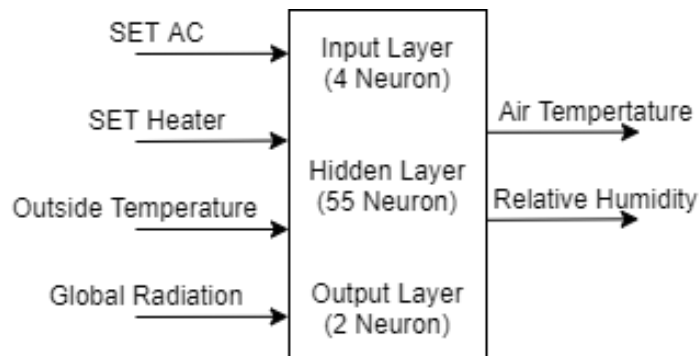 SET AC
SET Heater
Outside Temperature
Global Radiation
Input Layer
(4 Neuron)
Hidden Layer
(55 Neuron)
Output Layer
(2 Neuron)
Air Tempertature
Relative Humidity